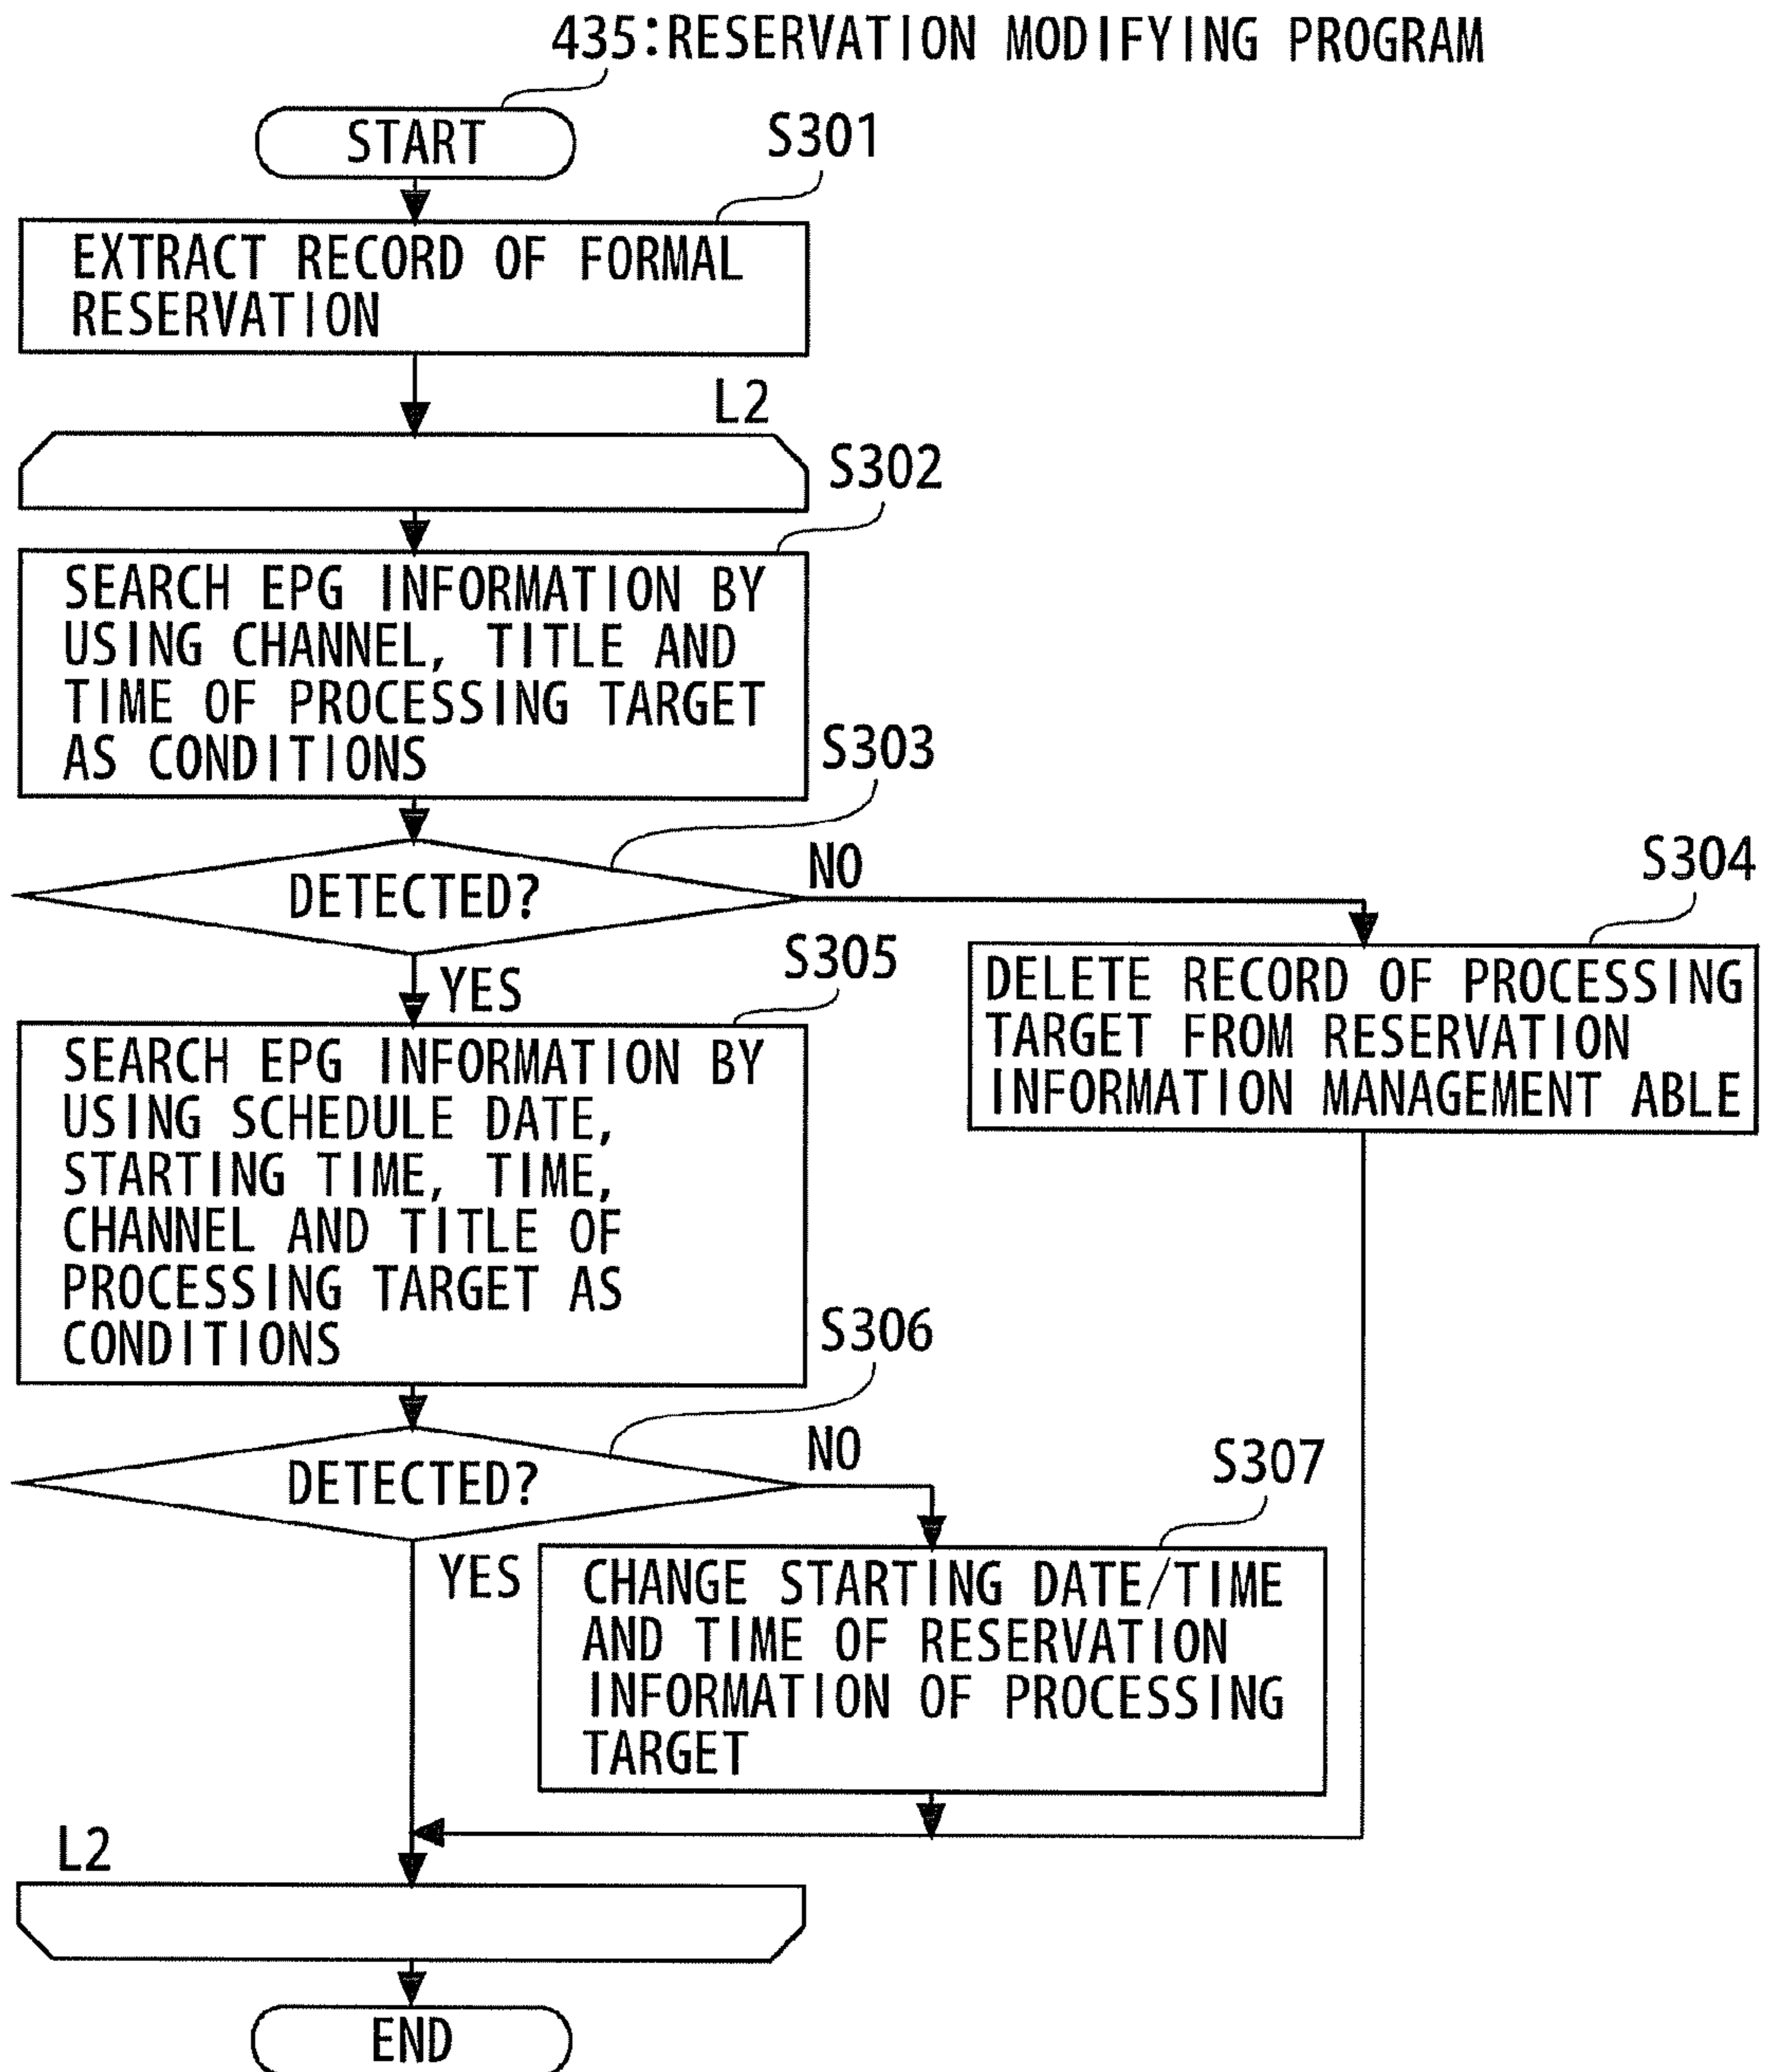 435:RESERVATION MODIFYING PROGRAM
START
S301
EXTRACT RECORD OF FORMAL
RESERVATION
L2
S302
SEARCH EPG INFORMATION BY
USING CHANNEL, TITLE AND
TIME OF PROCESSING TARGET
AS CONDITIONS
S303
DETECTED?
NO
YES
S304
DELETE RECORD OF PROCESSING
TARGET FROM RESERVATION
INFORMATION MANAGEMENT ABLE
S305
SEARCH EPG INFORMATION BY
USING SCHEDULE DATE,
STARTING TIME, TIME,
CHANNEL AND TITLE OF
PROCESSING TARGET AS
CONDITIONS
S306
DETECTED?
NO
YES
S307
CHANGE STARTING DATE/TIME
AND TIME OF RESERVATION
INFORMATION OF PROCESSING
TARGET
L2
END